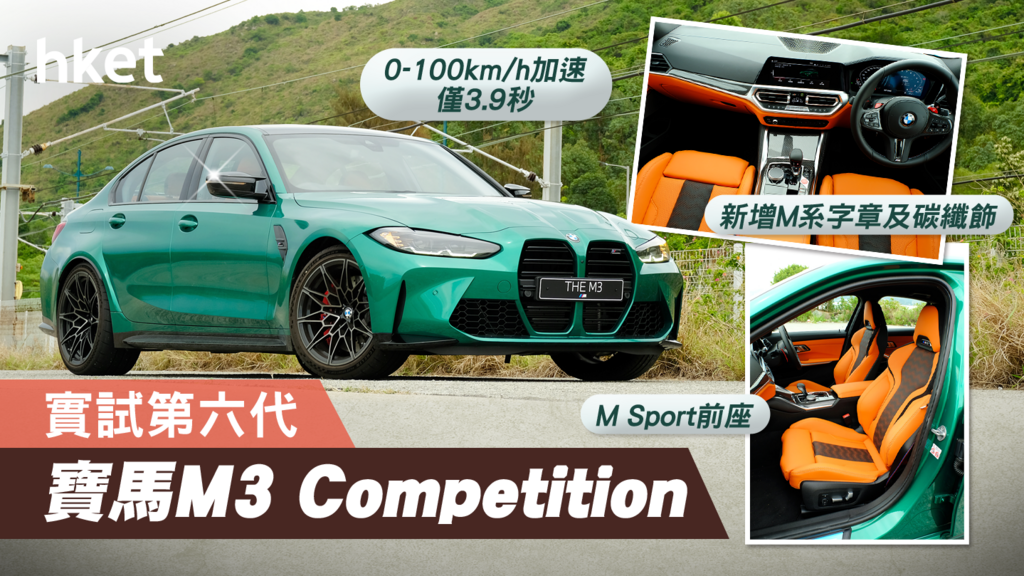 hket
0-100km/h加速
僅3.9秒
新增M系字章及碳纖飾
THE M3
M Sport前座
實試第六代
寶馬M3 Competition